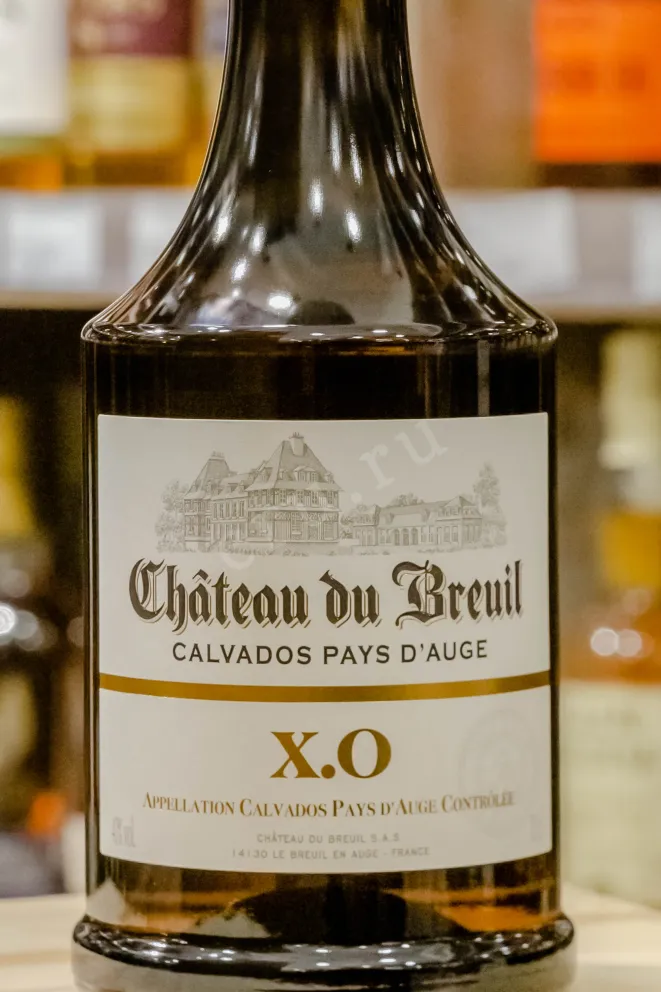 Château du Breuil
CALVADOS PAYS D'AUGE
X.O
APPELLATION CALVADOS PAYS D'AUGE CONTRÔLÉE
CHÂTEAU DU BREUIL S.A.S
14130 LE BREUIL EN AUGE - FRANCE
.ru